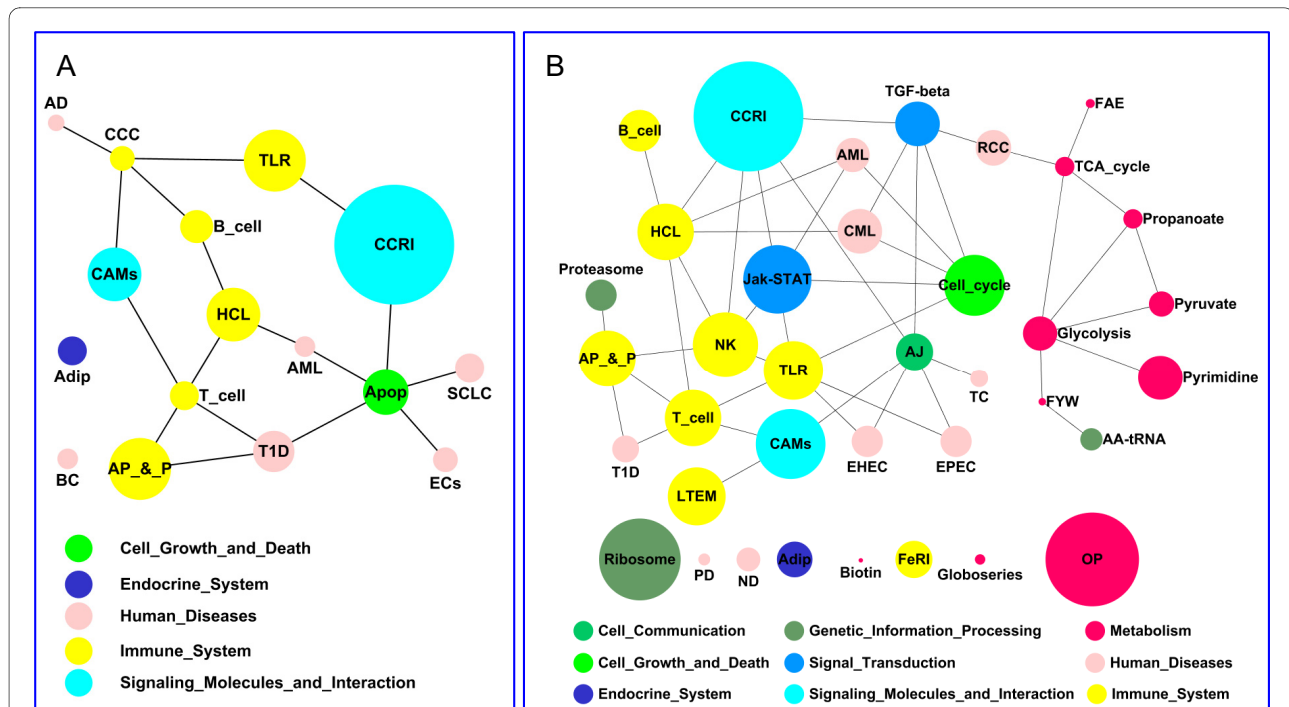 A
AD
CCC
TLR
B_cell
CCRI
CAMs
HCL
Adip
AML
T_cell
Apop
SCLC
T1D
AP_&_P
BC
ECs
Cell_Growth_and_Death
Endocrine_System
Human_Diseases
Immune_System
Signaling_Molecules_and_Interaction
B
TGF-beta
FAE
CCRI
B_cell
AML
RCC
TCA_cycle
Propanoate
HCL
CML
Proteasome
Jak-STAT
Cell_cycle
Pyruvate
Glycolysis
NK
AJ
AP_&_P
TLR
Pyrimidine
TC
FYW
T_cell
CAMs
AA-tRNA
T1D
EHEC
EPEC
LTEM
Ribosome
PD
ND
Adip
Biotin
FeRI
Globoseries
OP
Cell_Communication
Genetic_Information_Processing
Metabolism
Cell_Growth_and_Death
Signal_Transduction
Human_Diseases
Endocrine_System
Signaling_Molecules_and_Interaction
Immune_System